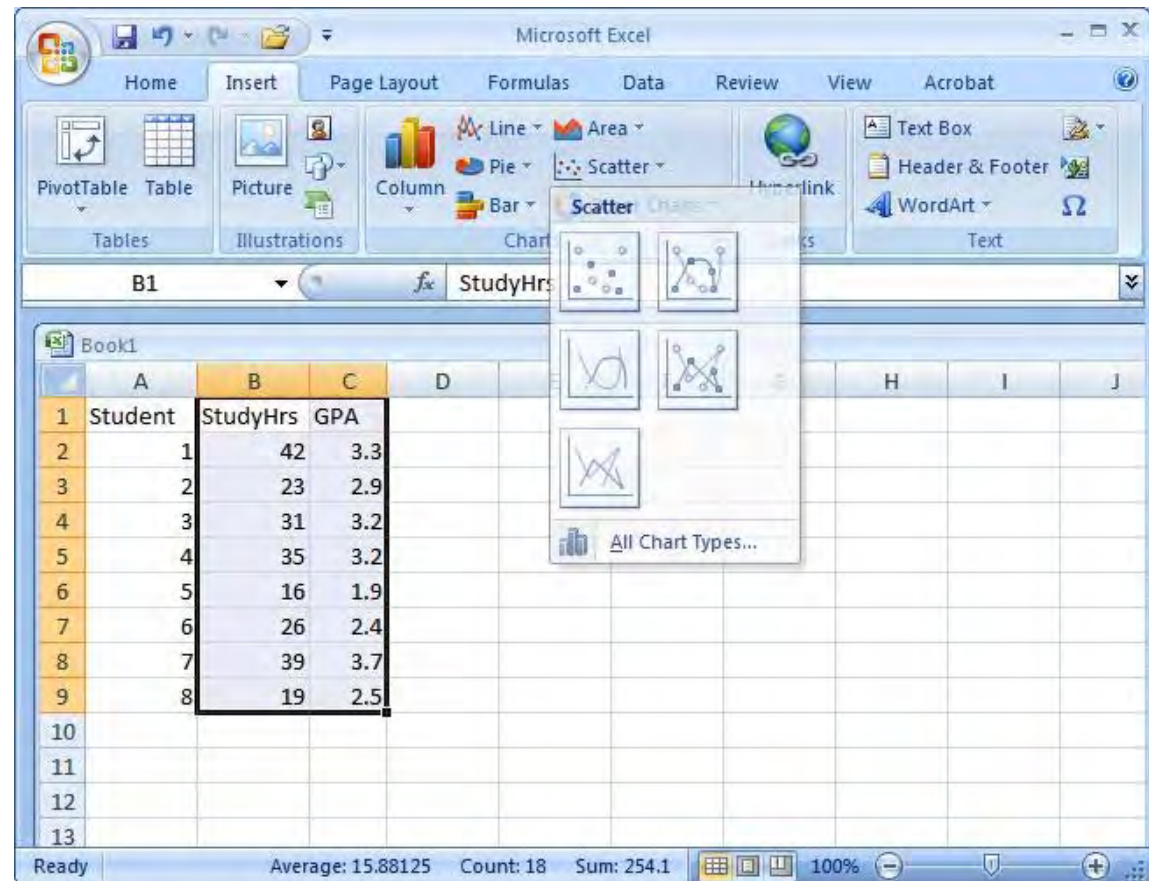 Microsoft Excel
Home Insert Page Layout Formulas Data Review View Acrobat
Line Area Text Box
Pie Scatter Header & Footer
PivotTable Table Picture Column Hyperlink
Bar Scatter WordArt
Tables Illustrations Text
B1 fx StudyHrs
Book1
A B C D H I J
1 Student StudyHrs GPA
2 1 42 3.3
3 2 23 2.9
4 3 31 3.2
5 4 35 3.2
All Chart Types...
6 5 16 1.9
7 6 26 2.4
8 7 39 3.7
9 8 19 2.5
10
11
12
13
Ready Average: 15.88125 Count: 18 Sum: 254.1 100%